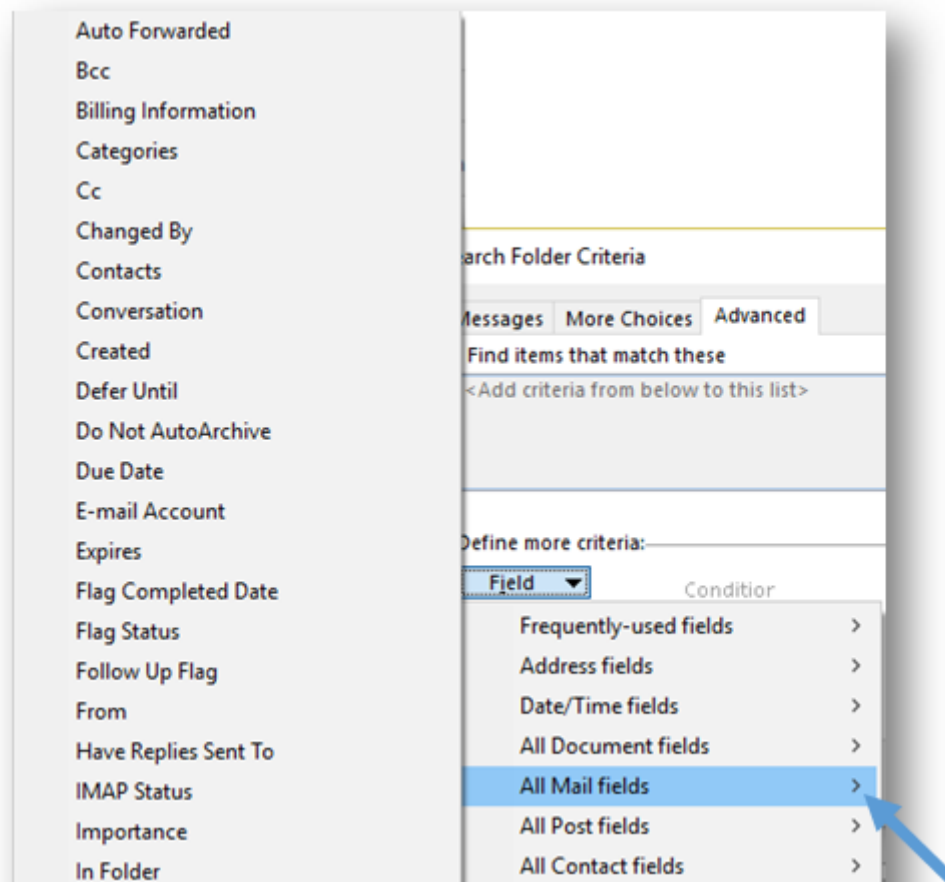 Auto Forwarded
Bcc
Billing Information
Categories
Cc
Changed By
Contacts
Conversation
Created
Defer Until
Do Not AutoArchive
Due Date
E-mail Account
Expires
Flag Completed Date
Flag Status
Follow Up Flag
From
Have Replies Sent To
IMAP Status
Importance
In Folder
arch Folder Criteria
Messages More Choices Advanced
Find items that match these
<Add criteria from below to this list>
Define more criteria:
Field Conditior
Frequently-used fields
Address fields
Date/Time fields
All Document fields
All Mail fields
All Post fields
All Contact fields